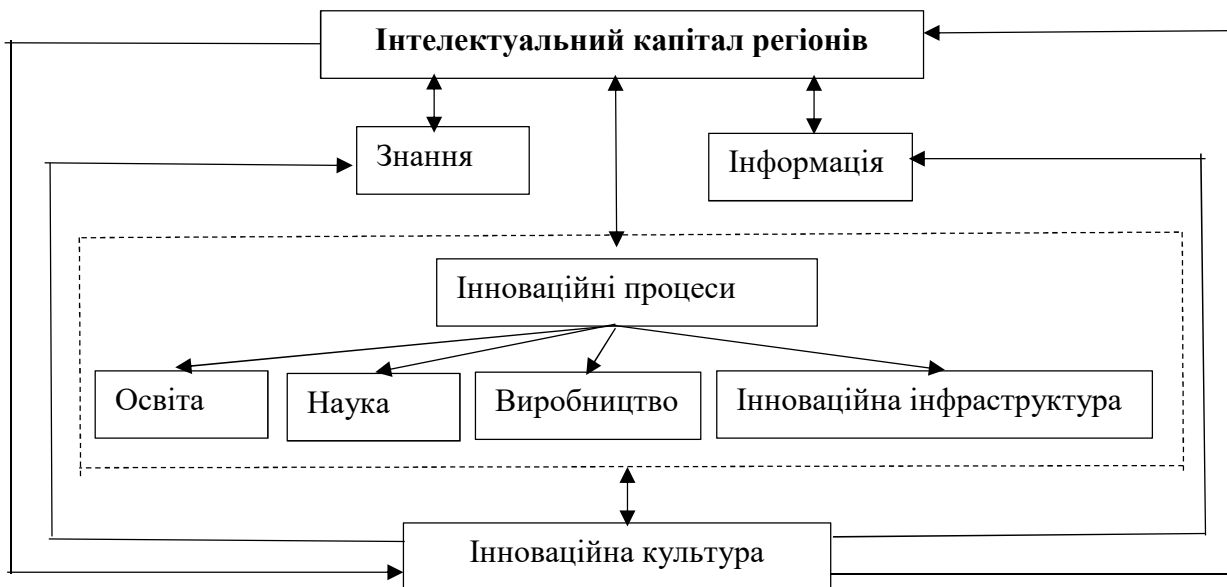 Інтелектуальний капітал регіонів
Знання
Інформація
Інноваційні процеси
Освіта
Наука
Виробництво
Інноваційна інфраструктура
Інноваційна культура